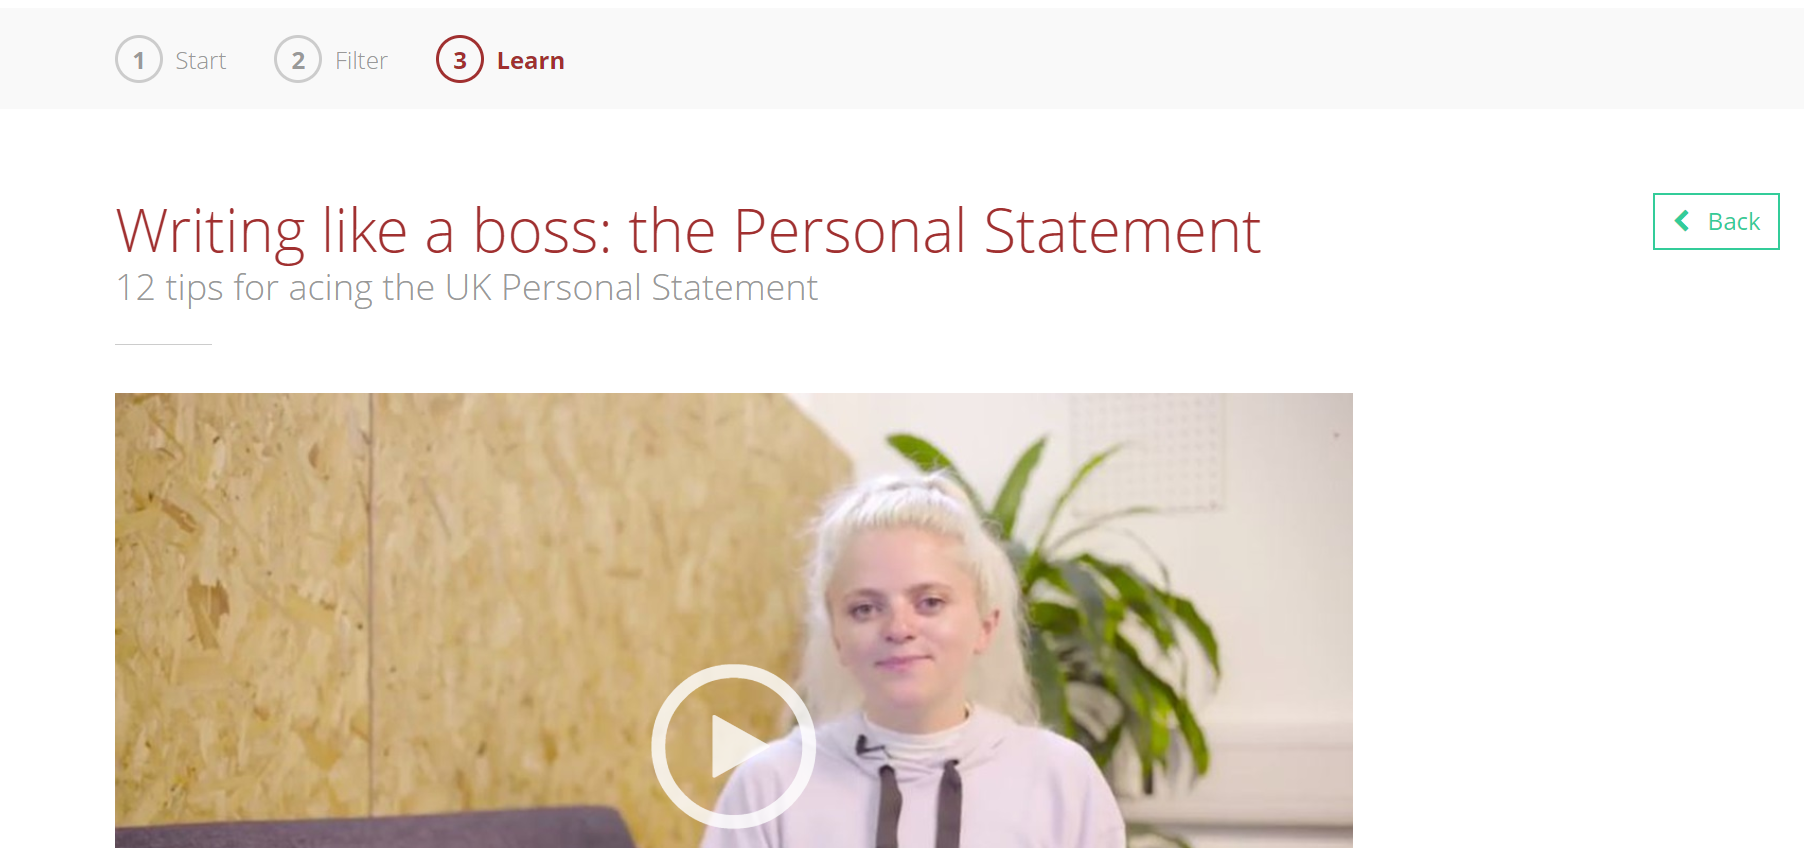 1 Start 2 Filter 3 Learn
Writing like a boss: the Personal Statement
Back
12 tips for acing the UK Personal Statement